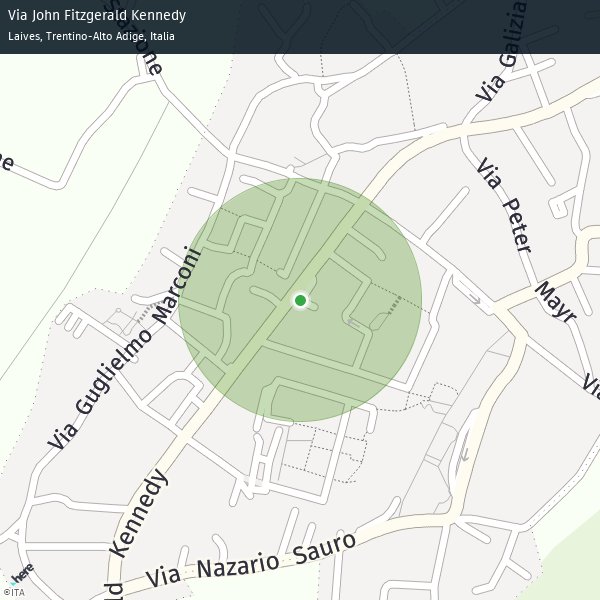 Via John Fitzgerald Kennedy
Laives, Trentino-Alto Adige, Italia
Via Galizia
Via Peter
Mayr
Via Guglielmo Marconi
Kennedy
Via Nazario Sauro
Via
here
©ITA